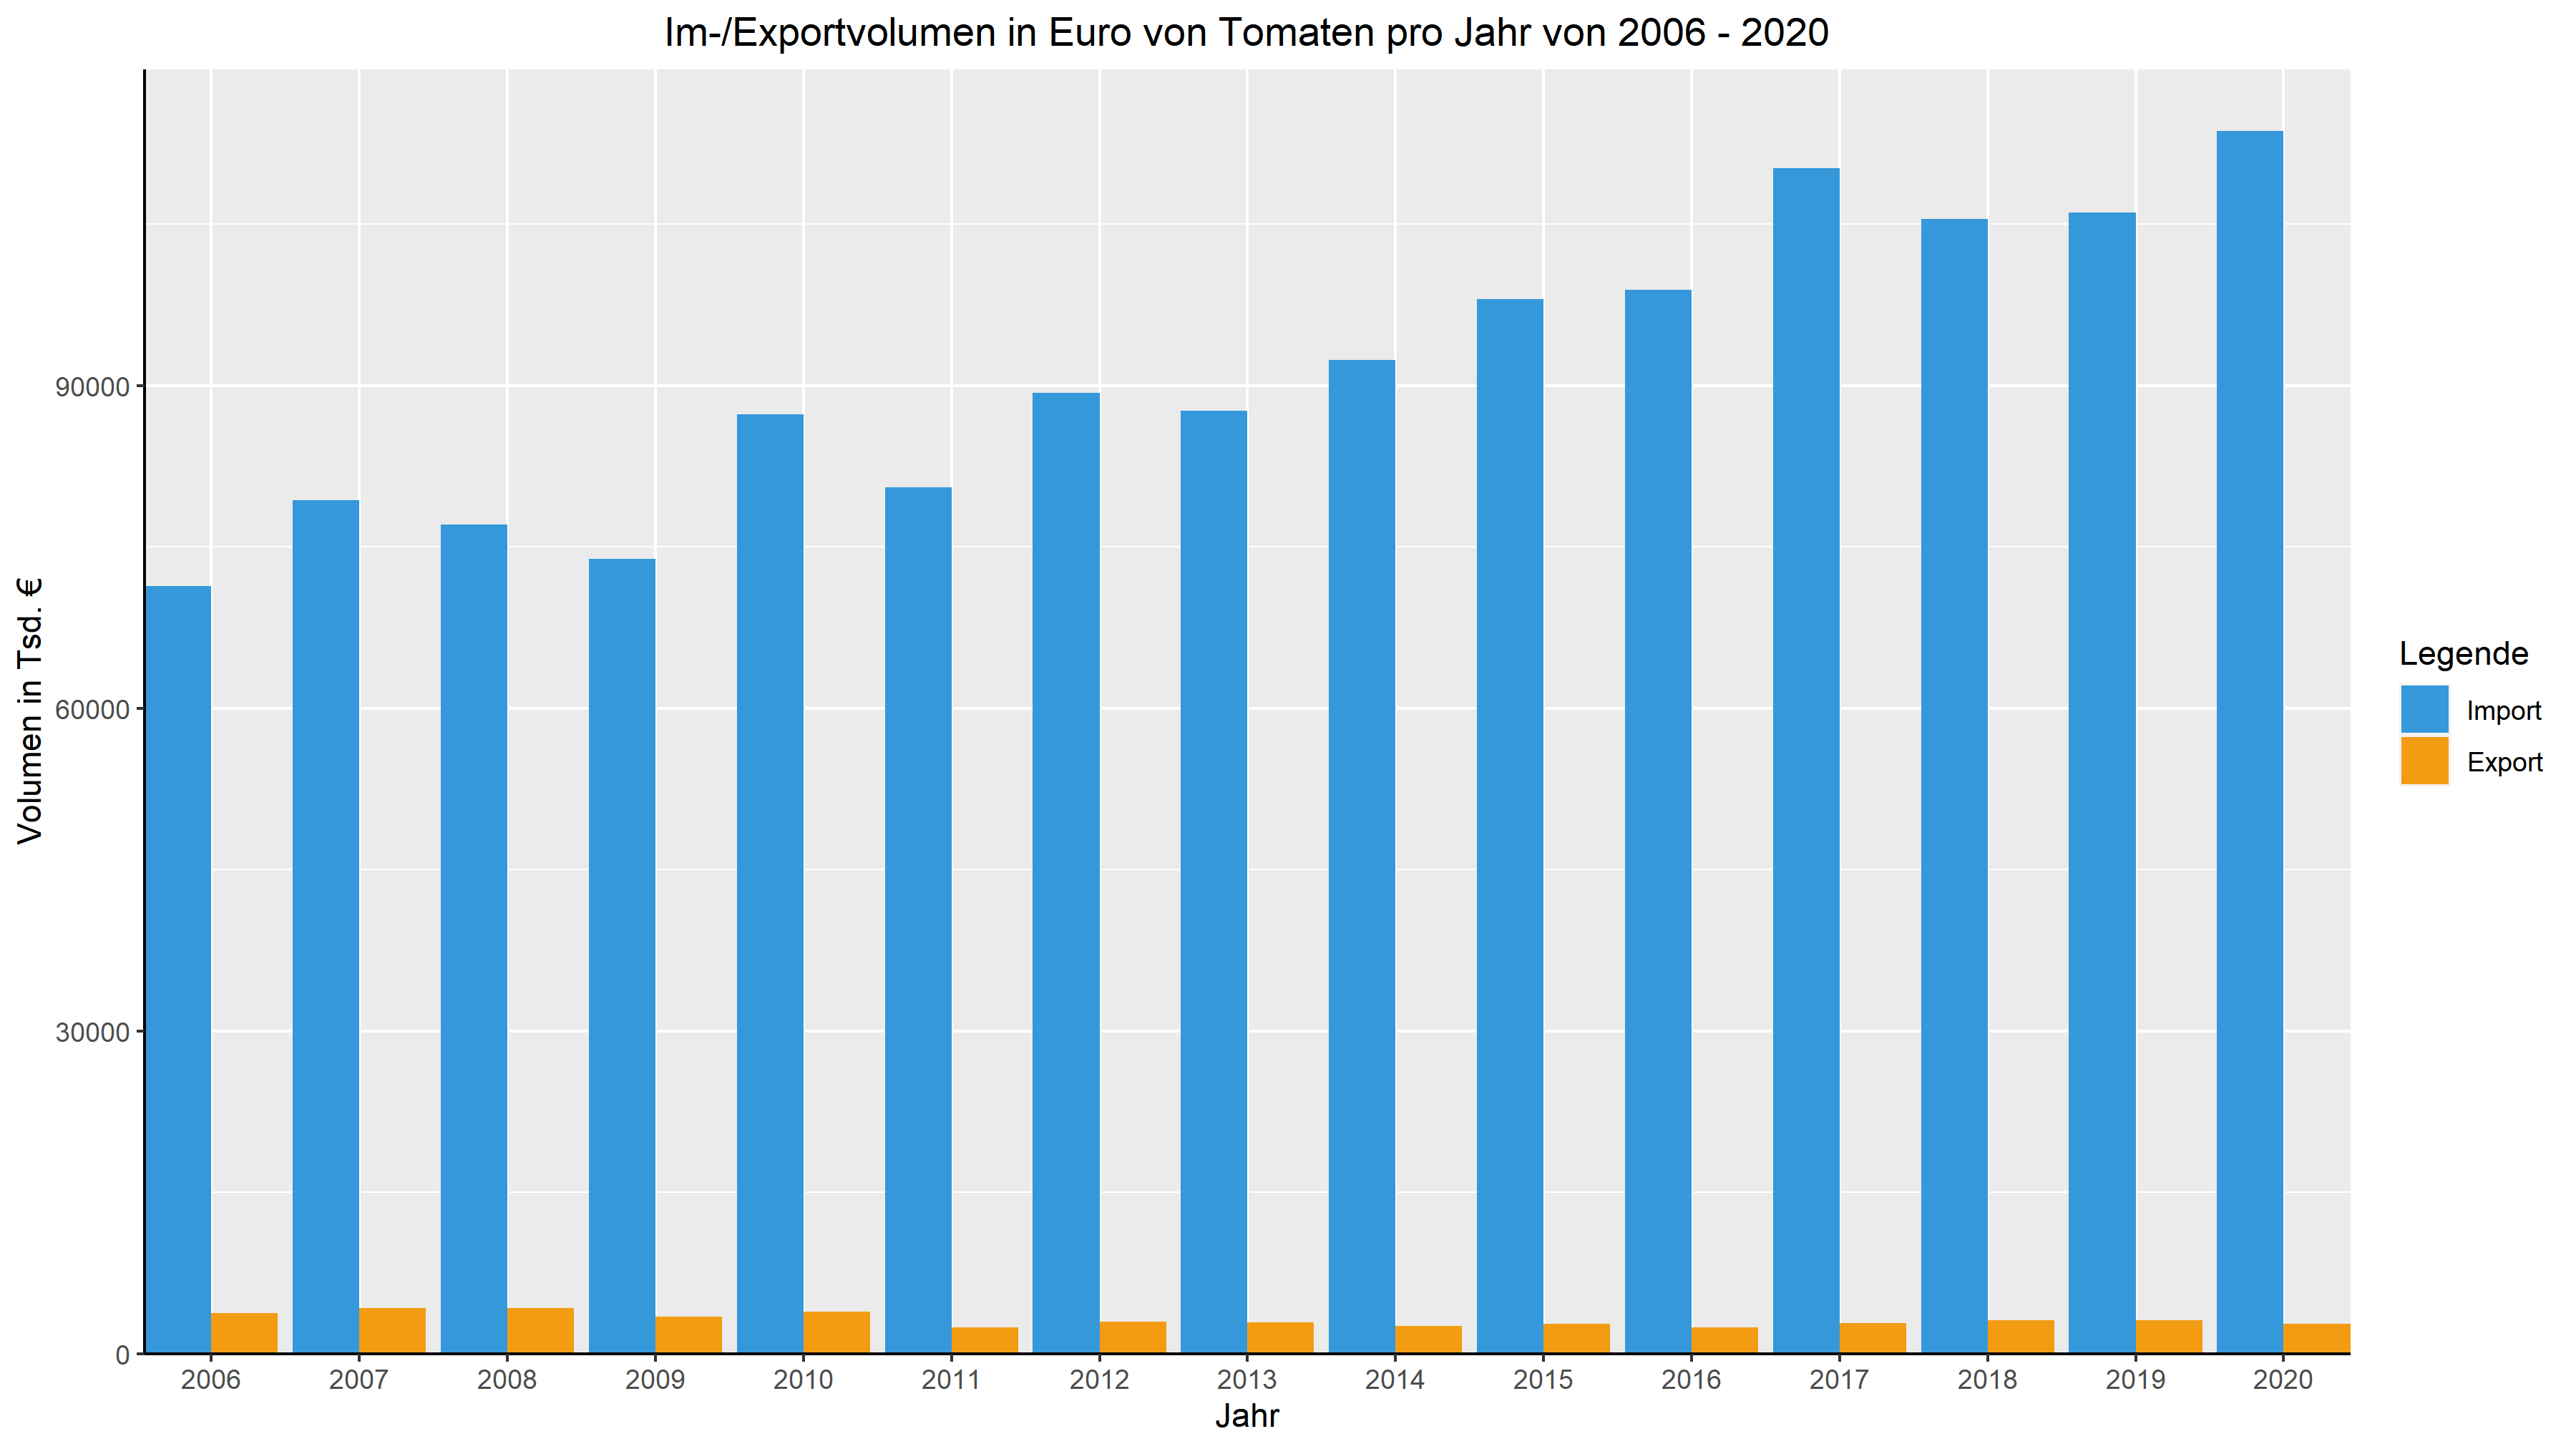 Im-/Exportvolumen in Euro von Tomaten pro Jahr von 2006 - 2020
Volumen in Tsd. €
90000
60000
30000
0
2006 2007 2008 2009 2010 2011 2012 2013 2014 2015 2016 2017 2018 2019 2020
Jahr
Legende
Import
Export